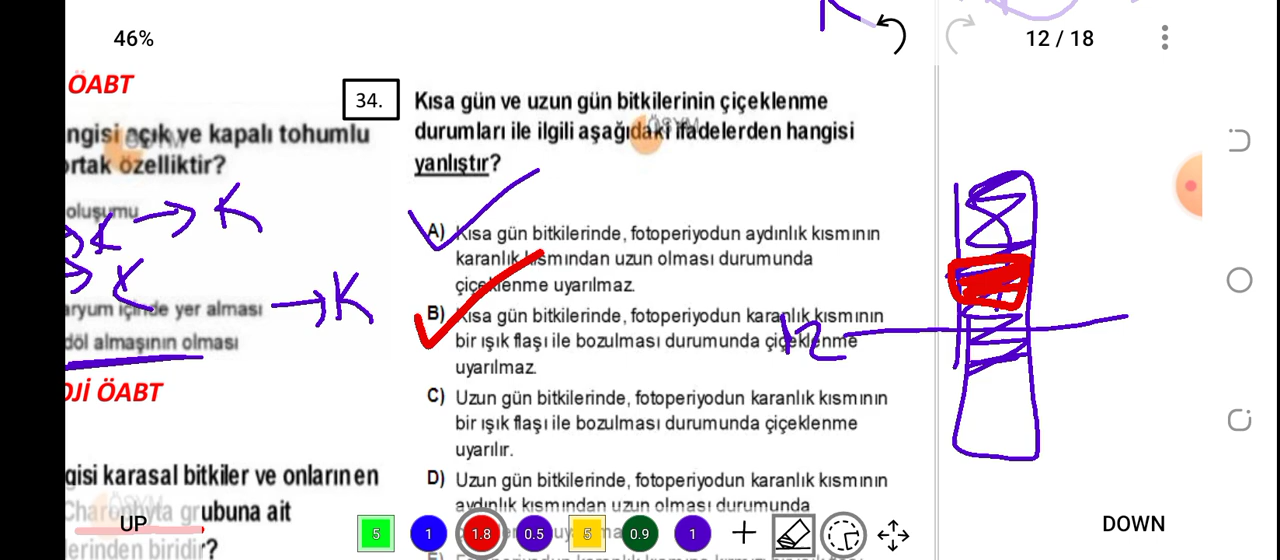 46%
12 / 18
ÖABT
ngisi açık ve kapalı tohumlu
ortak özelliktir?
oluşumu → K
K
K
aryum içinde yer alması → K
döl almaşının olması
OJİ ÖABT
gisi karasal bitkiler ve onların en
Charophyta grubuna ait
lerinden biridir?
34.
Kısa gün ve uzun gün bitkilerinin çiçeklenme
durumları ile ilgili aşağıdaki ifadelerden hangisi
yanlıştır?
A) Kısa gün bitkilerinde, fotoperiyodun aydınlık kısmının
karanlık kısmından uzun olması durumunda
çiçeklenme uyarılmaz.
B) Kısa gün bitkilerinde, fotoperiyodun karanlık kısmının
bir ışık flaşı ile bozulması durumunda çiçeklenme
uyarılmaz.
C) Uzun gün bitkilerinde, fotoperiyodun karanlık kısmının
bir ışık flaşı ile bozulması durumunda çiçeklenme
uyarılır.
D) Uzun gün bitkilerinde, fotoperiyodun karanlık kısmının
aydınlık kısmından uzun olması durumunda
12
UP
5 1 1.8 0.5 5 0.9 1
DOWN